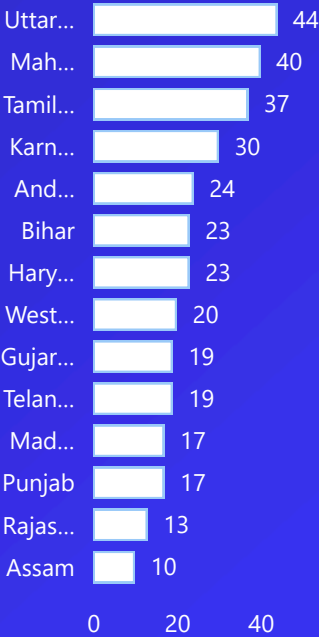 Uttar... 44
Mah... 40
Tamil... 37
Karn... 30
And... 24
Bihar 23
Hary... 23
West... 20
Gujar... 19
Telan... 19
Mad... 17
Punjab 17
Rajas... 13
Assam 10
0 20 40